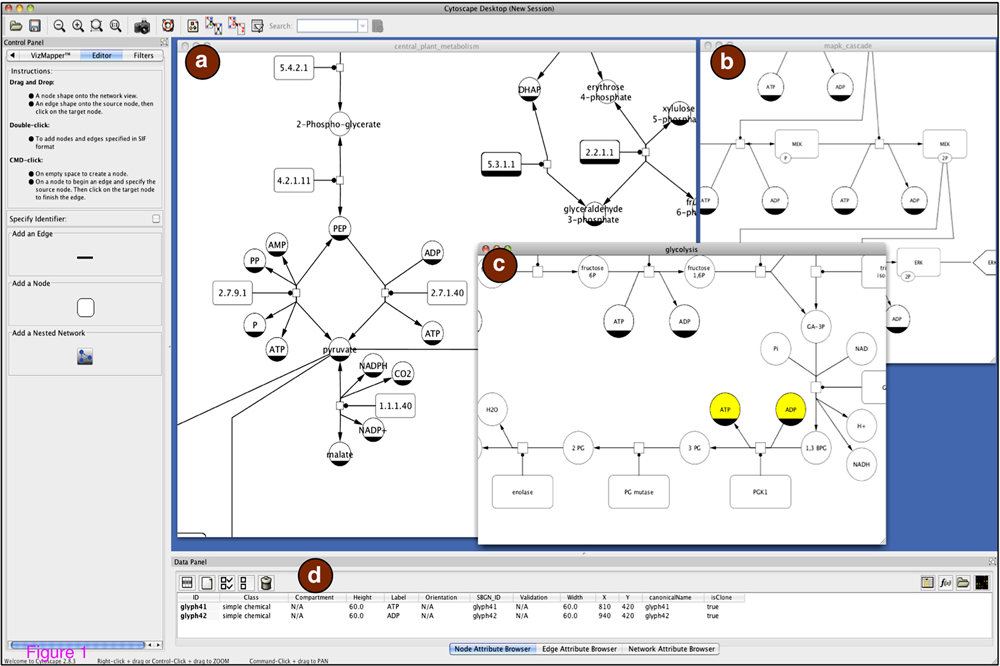 Cytoscape Desktop (New Session)
Search:
Control Panel
VizMapper™ Editor Filters
Instructions:
Drag and Drop:
● A node shape onto the network view.
● An edge shape onto the source node, then
click on the target node.
Double-click:
● To add nodes and edges specified in SIF
format
CMD-click:
● On empty space to create a node.
● On a node to begin an edge and specify the
source node. Then click on the target node
to finish the edge.
Specify Identifier:
Add an Edge
Add a Node
Add a Nested Network
a
central_plant_metabolism
5.4.2.1
2-Phospho-glycerate
4.2.1.11
PEP
AMP
PP
ADP
2.7.9.1
2.7.1.40
P
ATP
ATP
pyruvate
NADPH
CO2
1.1.1.40
NADP+
malate
DHAP
erythrose
4-phosphate
xylulose
5-phospha
5.3.1.1
2.2.1.1
glyceraldehyde
3-phosphate
fru
6-ph
b
mapk_cascade
ATP
ADP
MEK
P
MEK
2P
ATP
ADP
ATP
ADP
ERK
2P
ER
ADP
c
glycolysis
fructose
6P
fructose
1,6P
tri
iso
ATP
ADP
GA-3P
Pi
NAD
G
H2O
ATP
ADP
H+
2 PG
3 PG
1,3 BPG
NADH
enolase
PG mutase
PGK1
Data Panel
d
f(x)
ID Class Compartment Height Label Orientation SBGN_ID Validation Width X Y canonicalName isClone
glyph41 simple chemical N/A 60.0 ATP N/A glyph41 N/A 60.0 810 420 glyph41 true
glyph42 simple chemical N/A 60.0 ADP N/A glyph42 N/A 60.0 940 420 glyph42 true
Node Attribute Browser Edge Attribute Browser Network Attribute Browser
Figure 1
Welcome to Cytoscape 2.8.3 Right-click + drag or Control-Click + drag to ZOOM Command-Click + drag to PAN